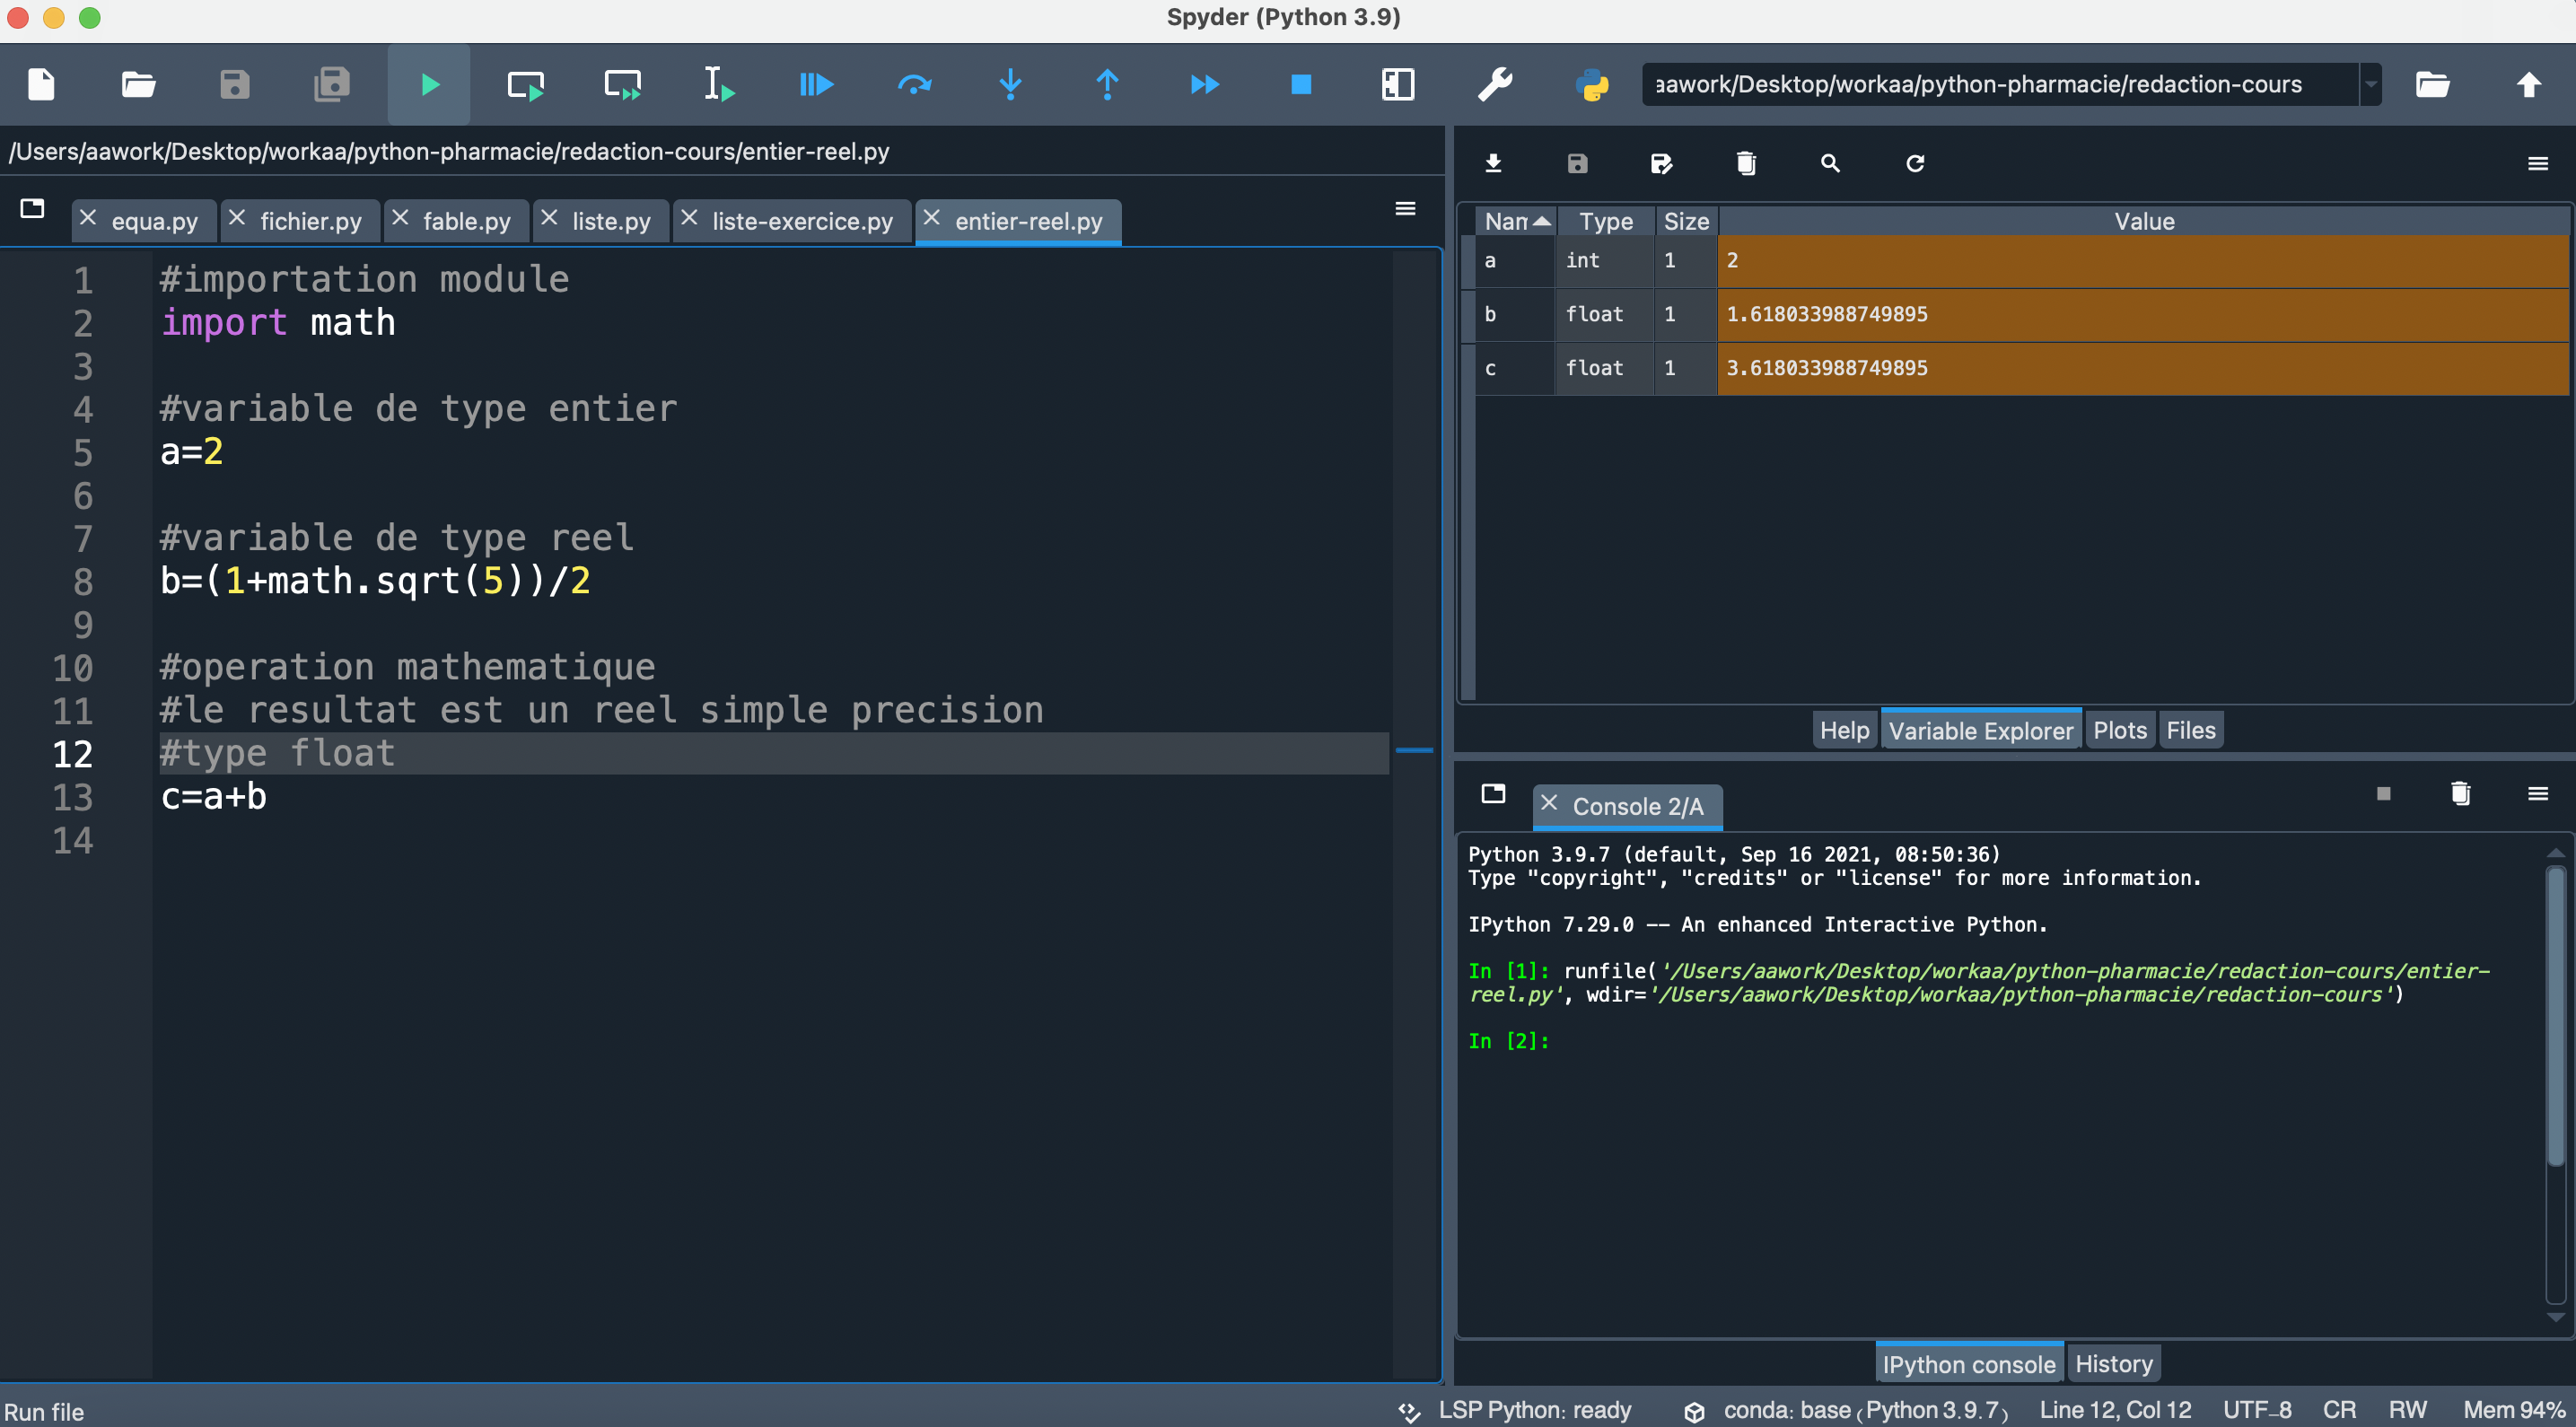 Spyder (Python 3.9)
aawork/Desktop/workaa/python-pharmacie/redaction-cours
/Users/aawork/Desktop/workaa/python-pharmacie/redaction-cours/entier-reel.py
equa.py fichier.py fable.py liste.py liste-exercice.py entier-reel.py
1 #importation module
2 import math
3
4 #variable de type entier
5 a=2
6
7 #variable de type reel
8 b=(1+math.sqrt(5))/2
9
10 #operation mathematique
11 #le resultat est un reel simple precision
12 #type float
13 c=a+b
14
Nam Type Size Value
a int 1 2
b float 1 1.618033988749895
c float 1 3.618033988749895
Help Variable Explorer Plots Files
Console 2/A
Python 3.9.7 (default, Sep 16 2021, 08:50:36)
Type "copyright", "credits" or "license" for more information.
IPython 7.29.0 -- An enhanced Interactive Python.
In [1]: runfile('/Users/aawork/Desktop/workaa/python-pharmacie/redaction-cours/entier-
reel.py', wdir='/Users/aawork/Desktop/workaa/python-pharmacie/redaction-cours')
In [2]:
IPython console History
Run file LSP Python: ready conda: base (Python 3.9.7) Line 12, Col 12 UTF-8 CR RW Mem 94%